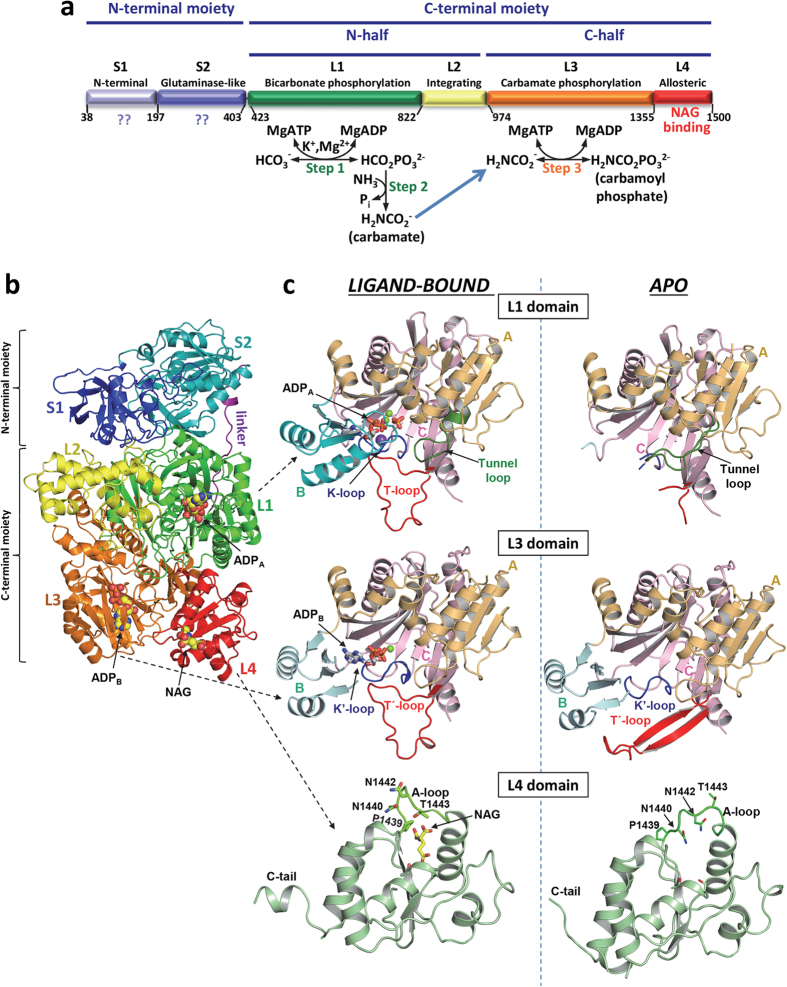 a
N-terminal moiety C-terminal moiety
N-half C-half
S1 S2 L1 L2 L3 L4
N-terminal Glutaminase-like Bicarbonate phosphorylation Integrating Carbamate phosphorylation Allosteric
38 197 403 423 822 974 1355 1500
?? ?? NAG
binding
MgATP MgADP MgATP MgADP
K⁺,Mg²⁺
HCO₃⁻ HCO₂PO₃²⁻ H₂NCO₂⁻ H₂NCO₂PO₃²⁻
Step 1 Step 3
(carbamoyl
phosphate)
NH₃ Step 2
Pᵢ
H₂NCO₂⁻
(carbamate)
b
N-terminal moiety
C-terminal moiety
S2
S1
linker
L2
L1
ADP_A
L3
L4
ADP_B
NAG
c
LIGAND-BOUND APO
L1 domain
A A
ADP_A
C C
B
K-loop
T-loop
Tunnel
loop
Tunnel
loop
L3 domain
A A
ADP_B
C C
B B
K'-loop K'-loop
T´-loop T´-loop
L4 domain
N1442
A-loop
N1440 T1443
P1439
NAG
C-tail
T1443
N1442
N1440 A-loop
P1439
C-tail